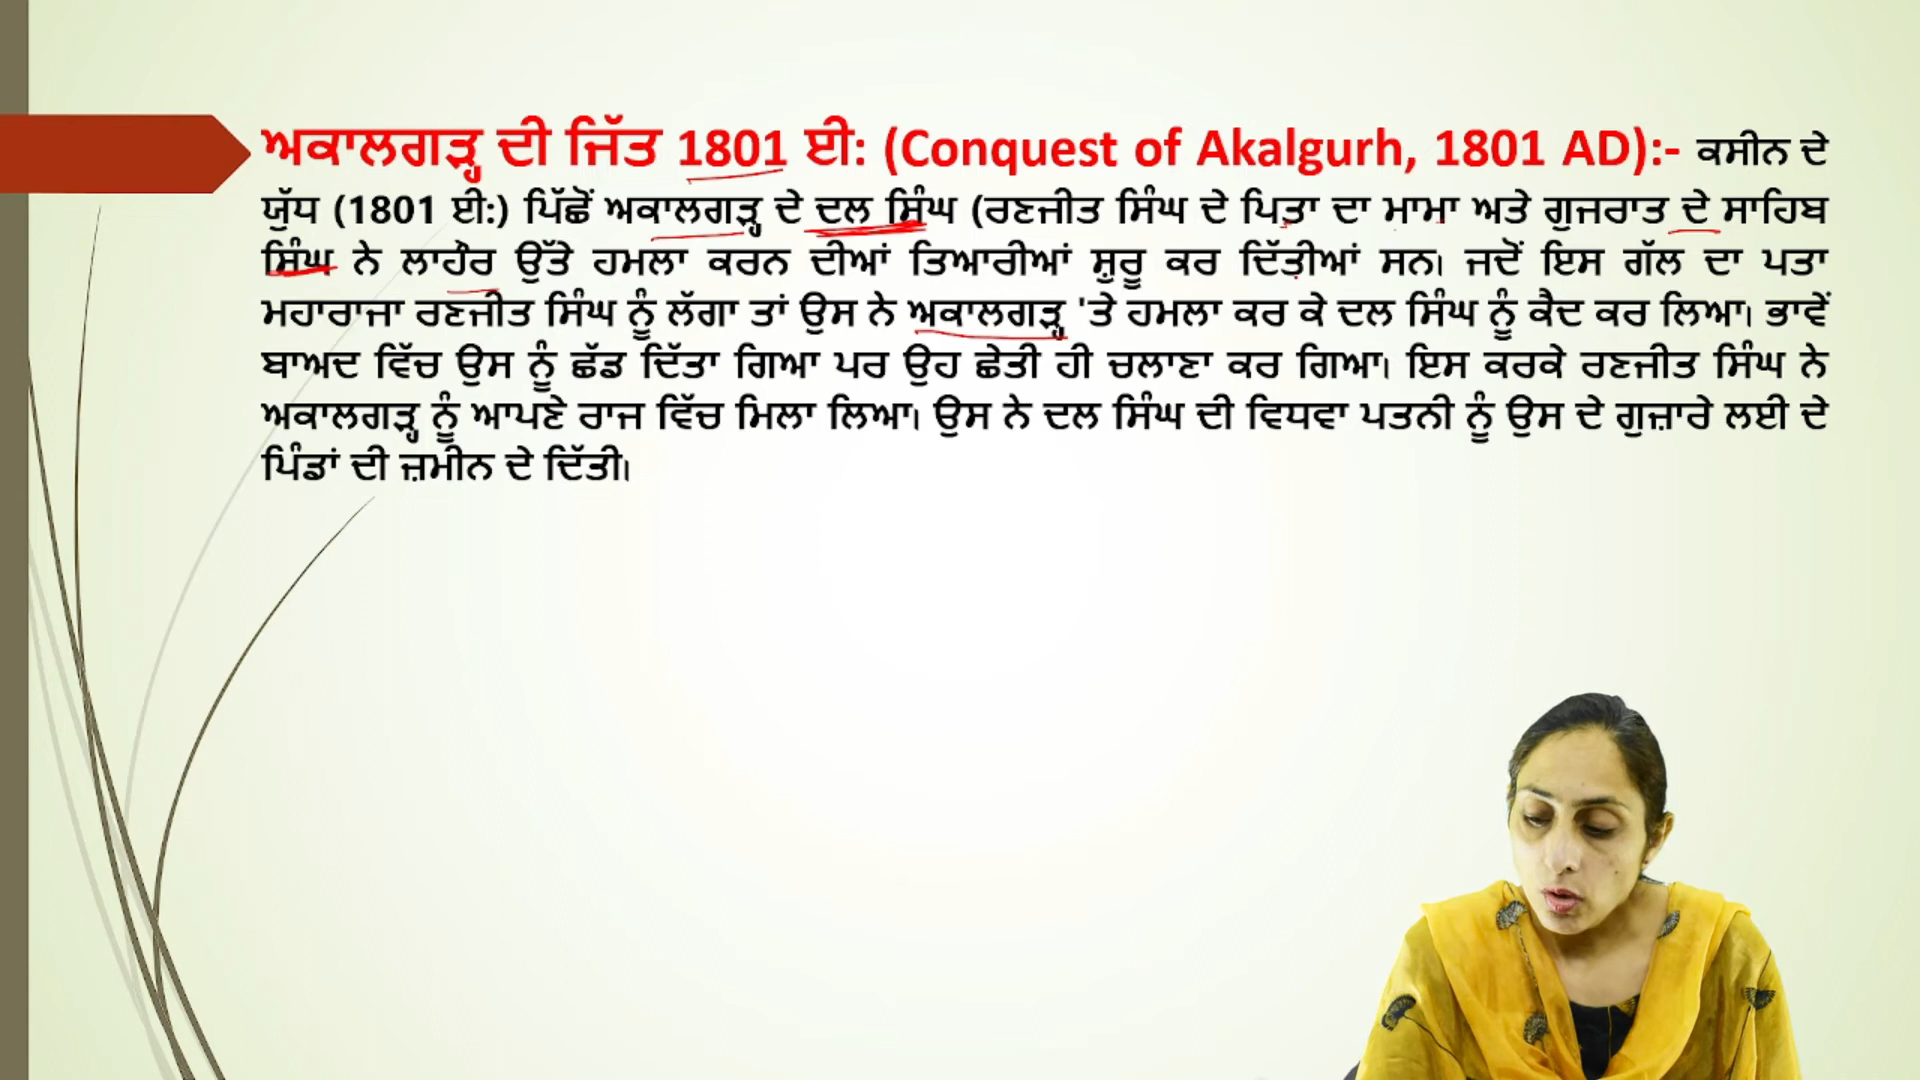 ਅਕਾਲਗੜ੍ਹ ਦੀ ਜਿੱਤ 1801 ਈ: (Conquest of Akalgurh, 1801 AD):- ਕਸੀਨ ਦੇ
ਯੁੱਧ (1801 ਈ:) ਪਿੱਛੋਂ ਅਕਾਲਗੜ੍ਹ ਦੇ ਦਲ ਸਿੰਘ (ਰਣਜੀਤ ਸਿੰਘ ਦੇ ਪਿਤਾ ਦਾ ਮਾਮਾ ਅਤੇ ਗੁਜਰਾਤ ਦੇ ਸਾਹਿਬ
ਸਿੰਘ ਨੇ ਲਾਹੌਰ ਉੱਤੇ ਹਮਲਾ ਕਰਨ ਦੀਆਂ ਤਿਆਰੀਆਂ ਸ਼ੁਰੂ ਕਰ ਦਿੱਤੀਆਂ ਸਨ। ਜਦੋਂ ਇਸ ਗੱਲ ਦਾ ਪਤਾ
ਮਹਾਰਾਜਾ ਰਣਜੀਤ ਸਿੰਘ ਨੂੰ ਲੱਗਾ ਤਾਂ ਉਸ ਨੇ ਅਕਾਲਗੜ੍ਹ 'ਤੇ ਹਮਲਾ ਕਰ ਕੇ ਦਲ ਸਿੰਘ ਨੂੰ ਕੈਦ ਕਰ ਲਿਆ। ਭਾਵੇਂ
ਬਾਅਦ ਵਿੱਚ ਉਸ ਨੂੰ ਛੱਡ ਦਿੱਤਾ ਗਿਆ ਪਰ ਉਹ ਛੇਤੀ ਹੀ ਚਲਾਣਾ ਕਰ ਗਿਆ। ਇਸ ਕਰਕੇ ਰਣਜੀਤ ਸਿੰਘ ਨੇ
ਅਕਾਲਗੜ੍ਹ ਨੂੰ ਆਪਣੇ ਰਾਜ ਵਿੱਚ ਮਿਲਾ ਲਿਆ। ਉਸ ਨੇ ਦਲ ਸਿੰਘ ਦੀ ਵਿਧਵਾ ਪਤਨੀ ਨੂੰ ਉਸ ਦੇ ਗੁਜ਼ਾਰੇ ਲਈ ਦੇ
ਪਿੰਡਾਂ ਦੀ ਜ਼ਮੀਨ ਦੇ ਦਿੱਤੀ।